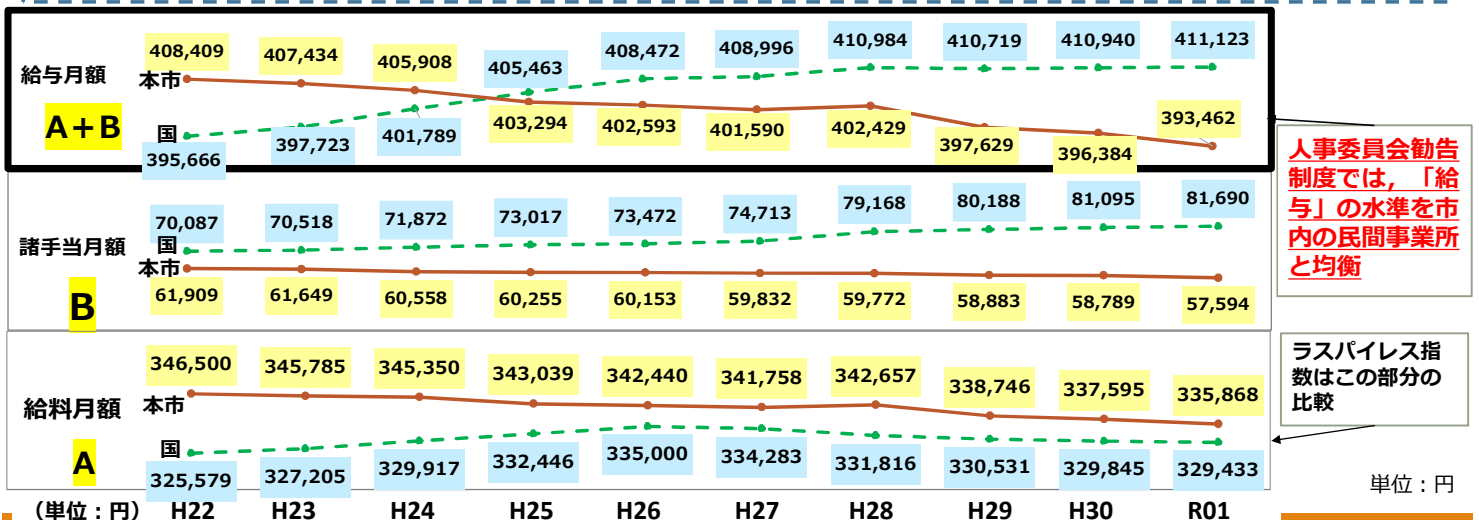 408,409 407,434 405,908 405,463 408,472 408,996 410,984 410,719 410,940 411,123
給与月額
本市
A+B
国
395,666 397,723 401,789 403,294 402,593 401,590 402,429 397,629 396,384 393,462
人事委員会勧告
制度では，「給
与」の水準を市
内の民間事業所
と均衡
70,087 70,518 71,872 73,017 73,472 74,713 79,168 80,188 81,095 81,690
国
諸手当月額
本市
B
61,909 61,649 60,558 60,255 60,153 59,832 59,772 58,883 58,789 57,594
346,500 345,785 345,350 343,039 342,440 341,758 342,657 338,746 337,595 335,868
給料月額
本市
ラスパイレス指
数はこの部分の
比較
国
A
325,579 327,205 329,917 332,446 335,000 334,283 331,816 330,531 329,845 329,433
単位：円
（単位：円） H22 H23 H24 H25 H26 H27 H28 H29 H30 R01